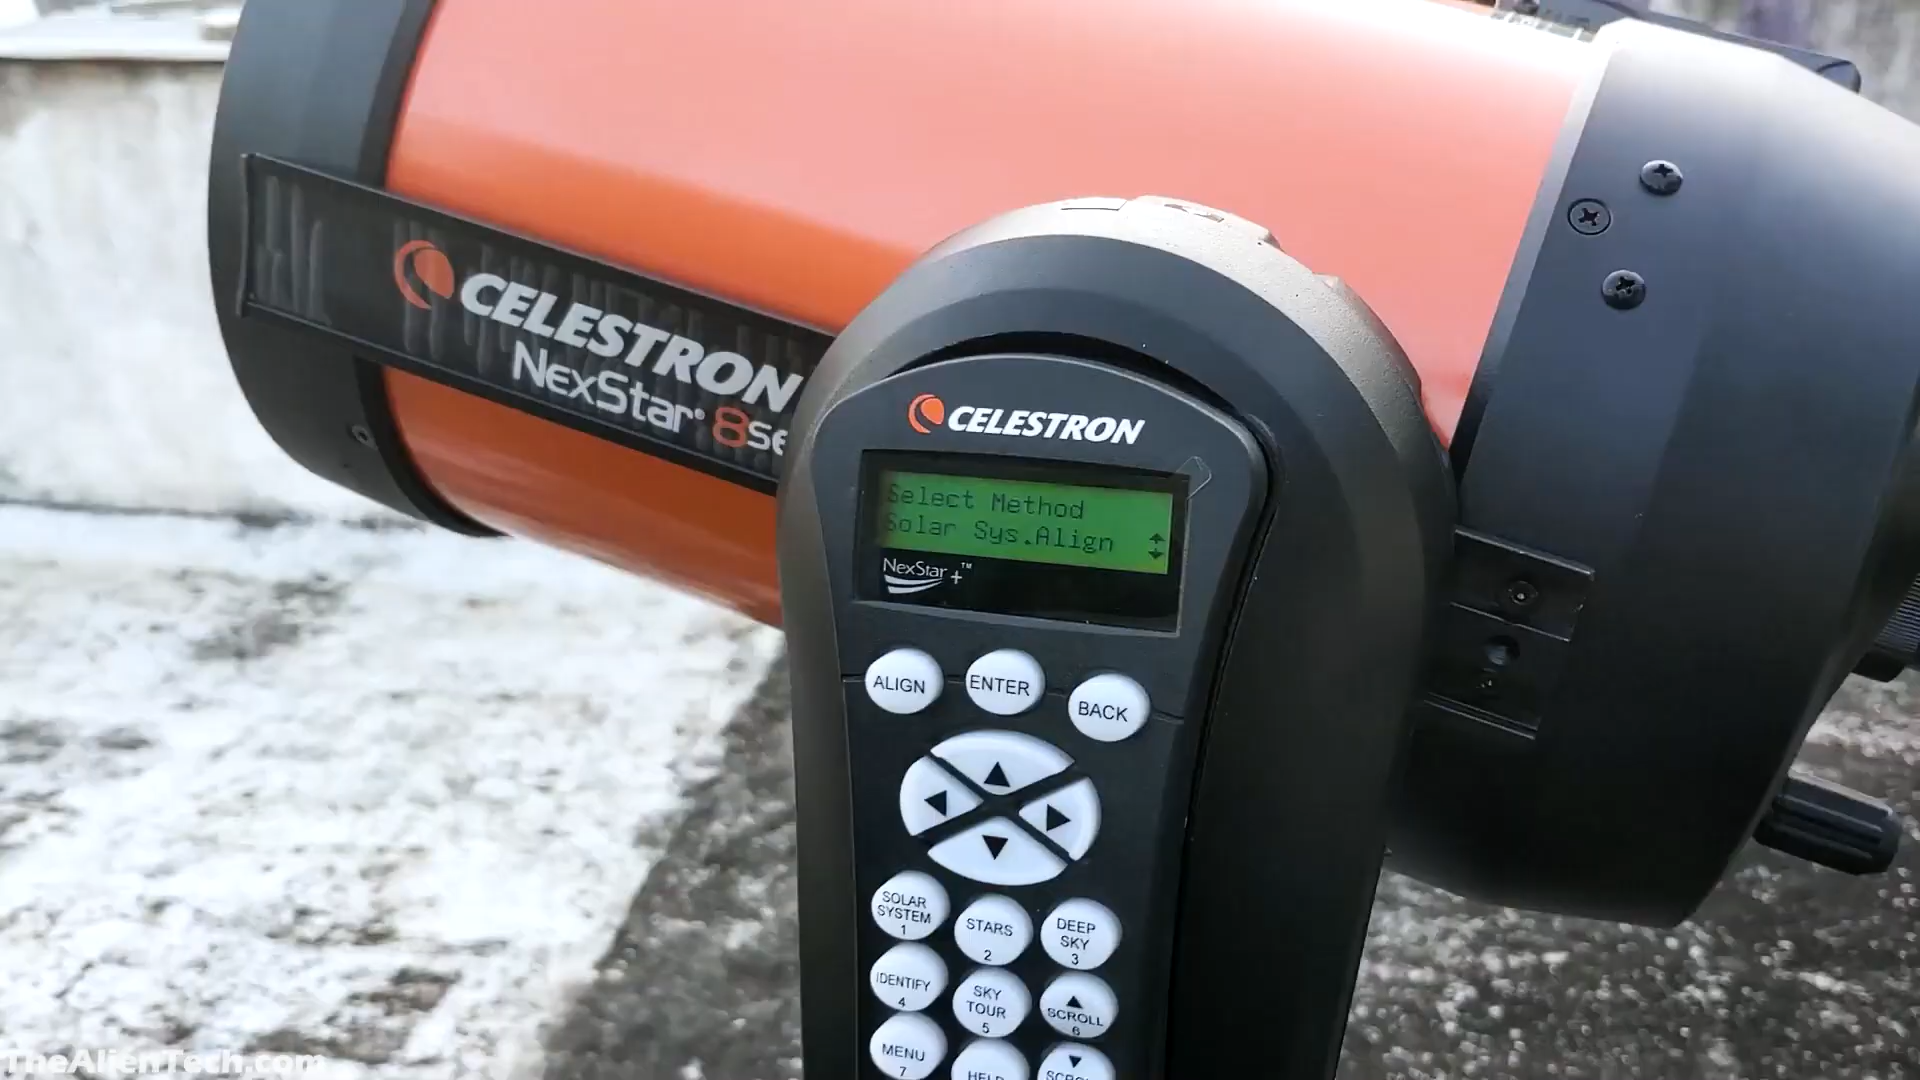 CELESTRON
NexStar 8se
CELESTRON
Select Method
Solar Sys.Align
NexStar+™
ALIGN
ENTER
BACK
SOLAR
SYSTEM
1
STARS
2
DEEP
SKY
3
IDENTIFY
4
SKY
TOUR
5
SCROLL
6
MENU
7
TheAlienTech.com